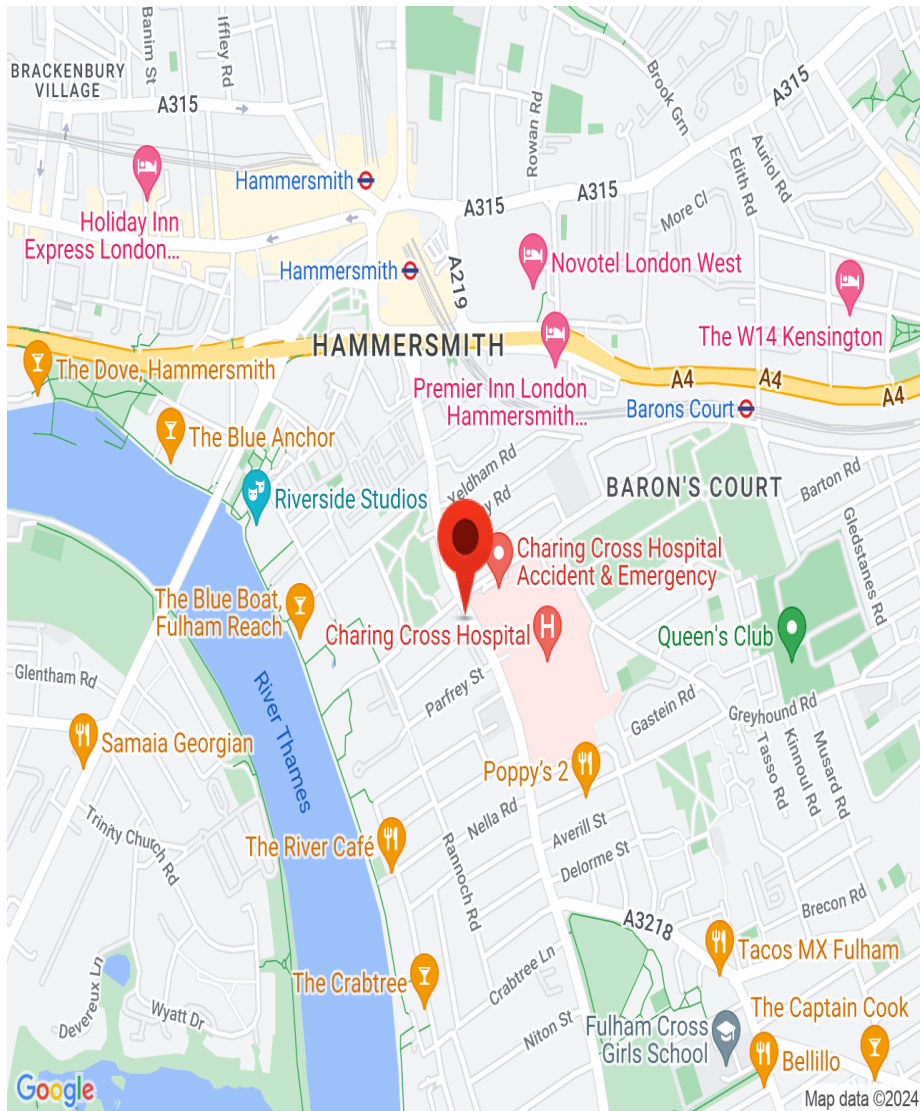 Banim St
Iffley Rd
BRACKENBURY
VILLAGE
A315
Rowan Rd
Brook Grn
A315
Hammersmith
Holiday Inn
Express London...
A315
A315
Edith Rd
Auriol Rd
More Cl
Hammersmith
A219
Novotel London West
The W14 Kensington
HAMMERSMITH
The Dove, Hammersmith
Premier Inn London
Hammersmith...
A4
A4
A4
Barons Court
The Blue Anchor
Yeldham Rd
BARON'S COURT
Barton Rd
Riverside Studios
y Rd
Gledstanes Rd
Charing Cross Hospital
Accident & Emergency
The Blue Boat,
Fulham Reach
Charing Cross Hospital
H
Queen's Club
Glentham Rd
River Thames
Parfrey St
Gastein Rd
Greyhound Rd
Samaia Georgian
Poppy's 2
Tasso Rd
Kinnoul Rd
Musard Rd
Trinity Church Rd
The River Café
Nella Rd
Rannoch Rd
Averill St
Delorme St
Brecon Rd
A3218
Tacos MX Fulham
Devereux Ln
Wyatt Dr
The Crabtree
Crabtree Ln
Niton St
Fulham Cross
Girls School
The Captain Cook
Bellillo
Google
Map data ©2024